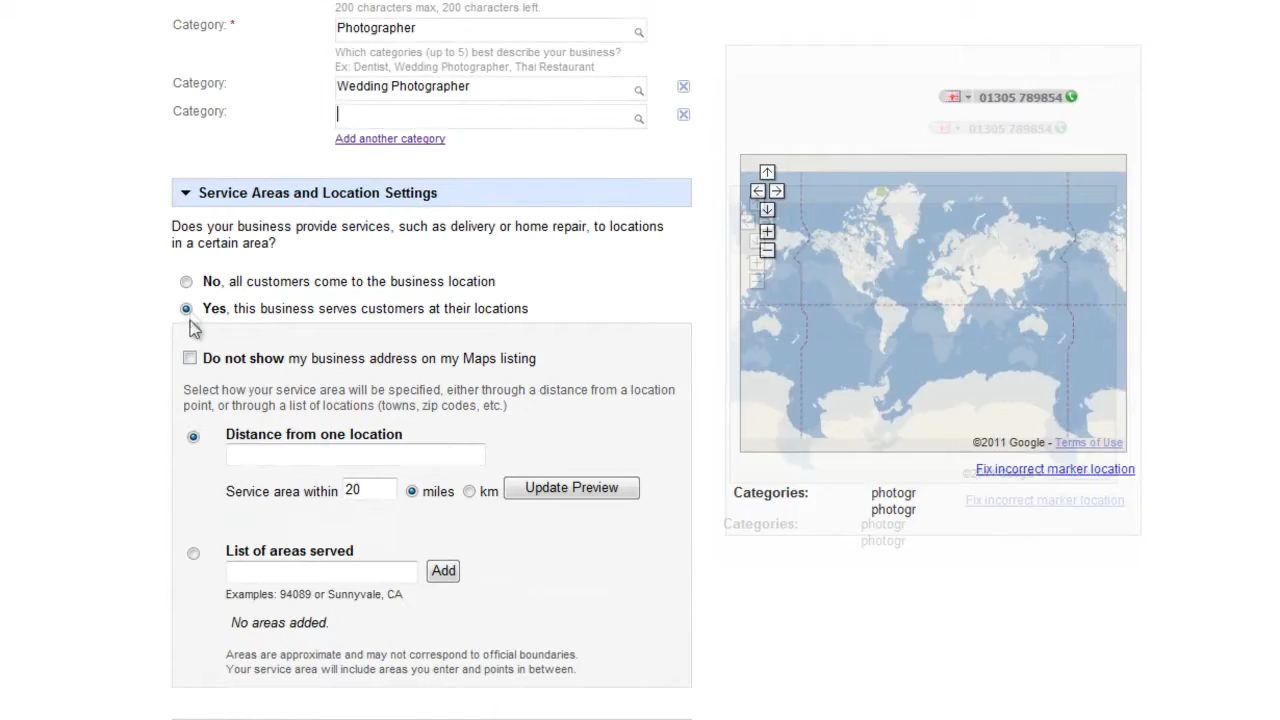 200 characters max, 200 characters left.
Category: * Photographer
Which categories (up to 5) best describe your business?
Ex: Dentist, Wedding Photographer, Thai Restaurant
Category: Wedding Photographer
Category:
Add another category
Service Areas and Location Settings
Does your business provide services, such as delivery or home repair, to locations
in a certain area?
No, all customers come to the business location
Yes, this business serves customers at their locations
Do not show my business address on my Maps listing
Select how your service area will be specified, either through a distance from a location
point, or through a list of locations (towns, zip codes, etc.)
Distance from one location
Service area within 20 miles km Update Preview
List of areas served
Add
Examples: 94089 or Sunnyvale, CA
No areas added.
Areas are approximate and may not correspond to official boundaries.
Your service area will include areas you enter and points in between.
01305 789854
01305 789854
©2011 Google - Terms of Use
Fix incorrect marker location
Categories: photogr
photogr
Fix incorrect marker location
Categories: photogr
photogr